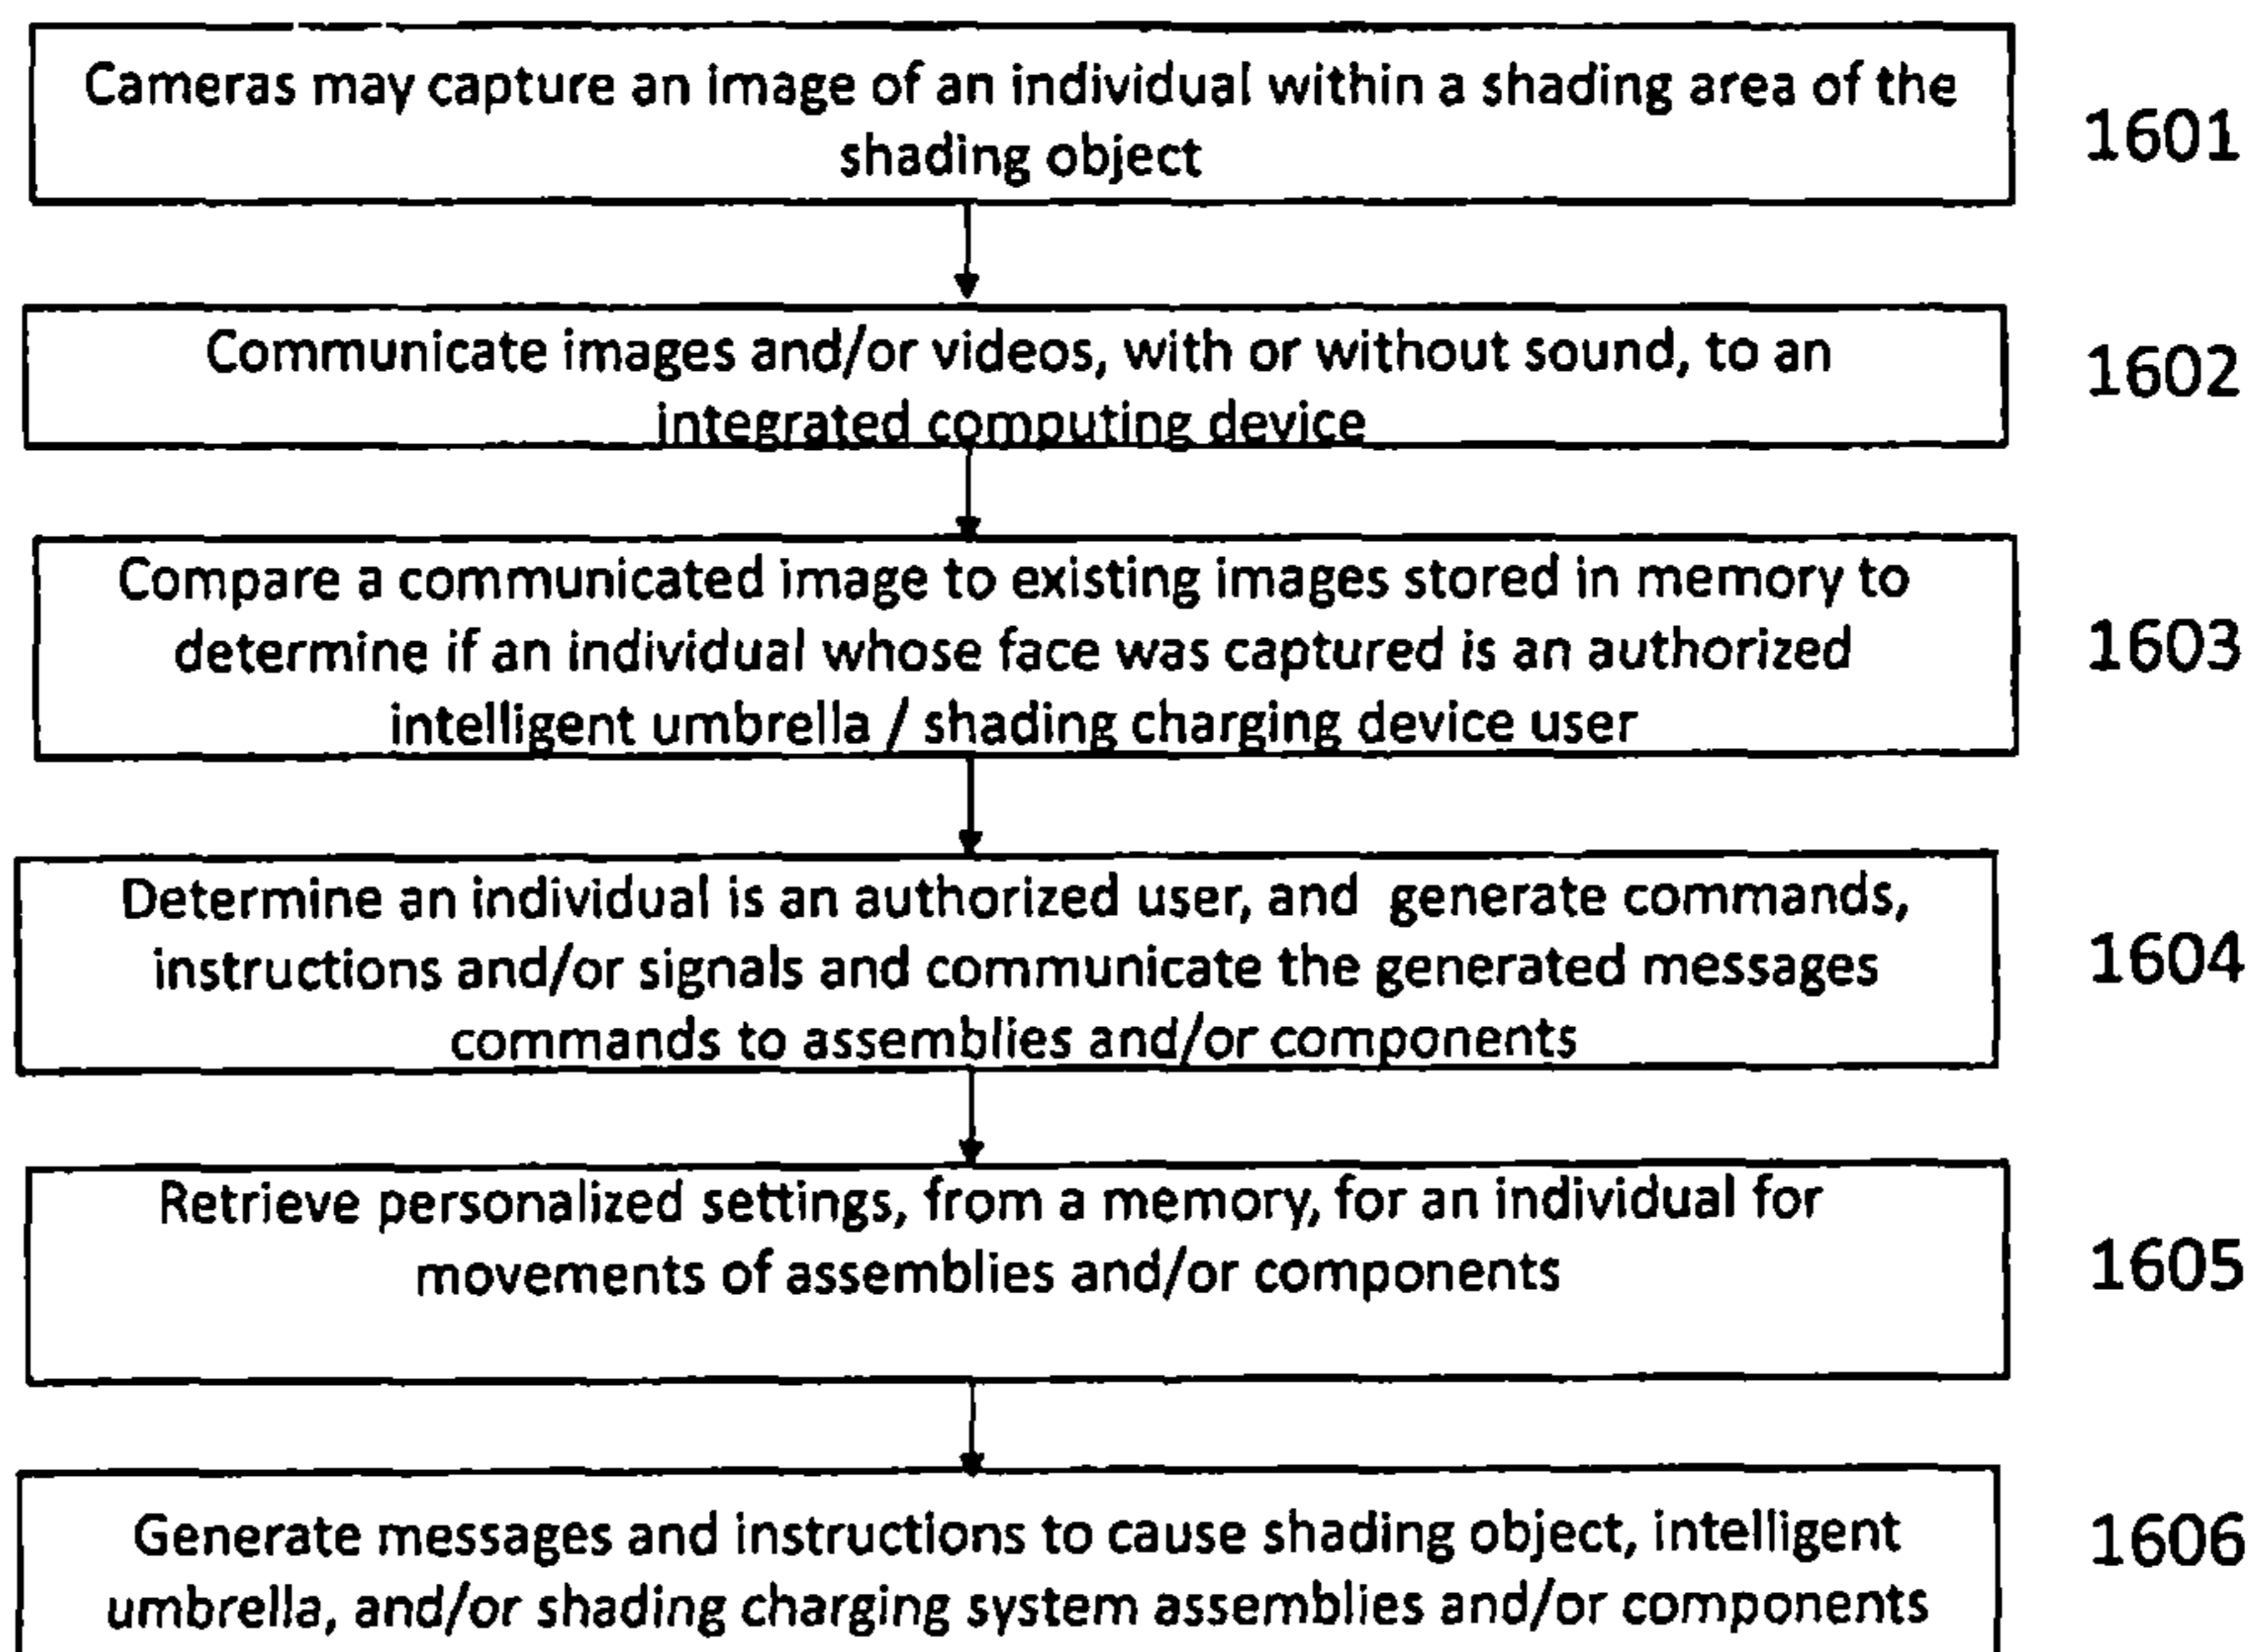 Cameras may capture an image of an individual within a shading area of the
shading object
1601
Communicate images and/or videos, with or without sound, to an
integrated computing device
1602
Compare a communicated image to existing images stored in memory to
determine if an individual whose face was captured is an authorized
intelligent umbrella / shading charging device user
1603
Determine an individual is an authorized user, and generate commands,
instructions and/or signals and communicate the generated messages
commands to assemblies and/or components
1604
Retrieve personalized settings, from a memory, for an individual for
movements of assemblies and/or components
1605
Generate messages and instructions to cause shading object, intelligent
umbrella, and/or shading charging system assemblies and/or components
1606